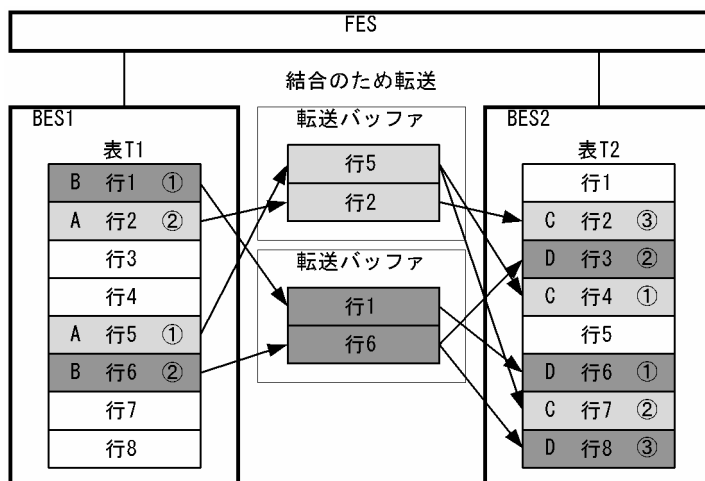 FES
結合のため転送
BES1
表T1
B 行1 ①
A 行2 ②
行3
行4
A 行5 ①
B 行6 ②
行7
行8
転送バッファ
行5
行2
転送バッファ
行1
行6
BES2
表T2
行1
C 行2 ③
D 行3 ②
C 行4 ①
行5
D 行6 ①
C 行7 ②
D 行8 ③